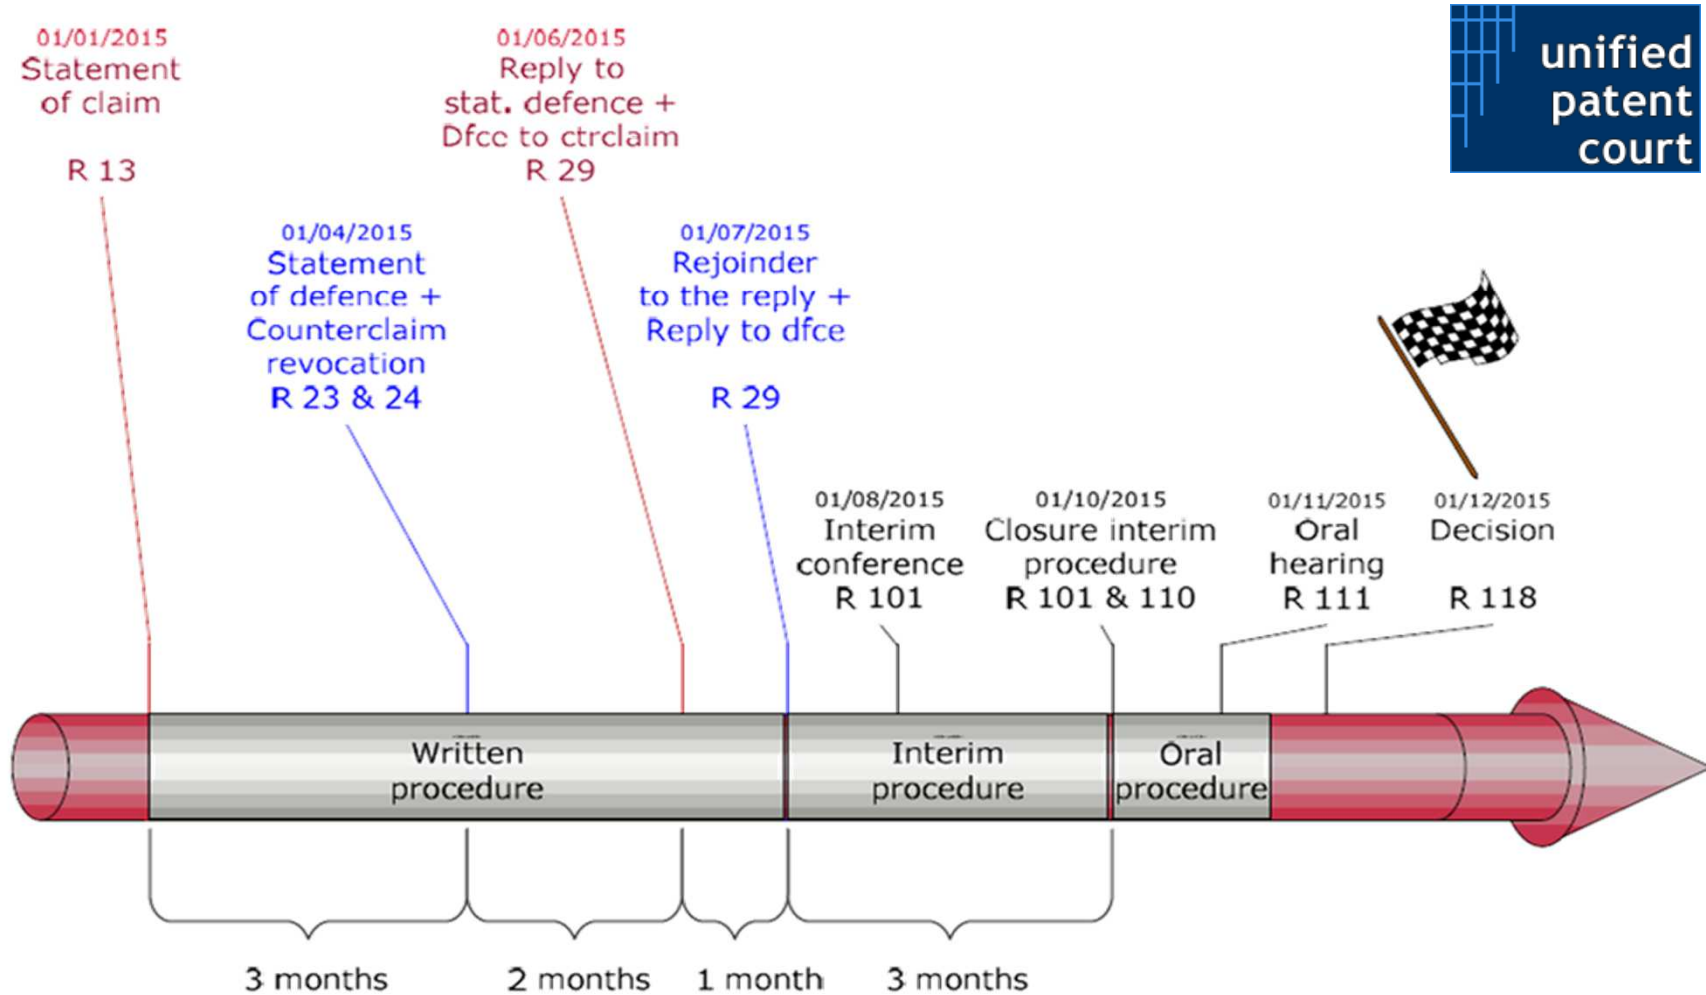 01/01/2015
Statement
of claim
R 13
01/06/2015
Reply to
stat. defence +
Dfce to ctrclaim
R 29
unified
patent
court
01/04/2015
Statement
of defence +
Counterclaim
revocation
R 23 & 24
01/07/2015
Rejoinder
to the reply +
Reply to dfce
R 29
01/08/2015
Interim
conference
R 101
01/10/2015
Closure interim
procedure
R 101 & 110
01/11/2015
Oral
hearing
R 111
01/12/2015
Decision
R 118
Written
procedure
Interim
procedure
Oral
procedure
3 months
2 months
1 month
3 months